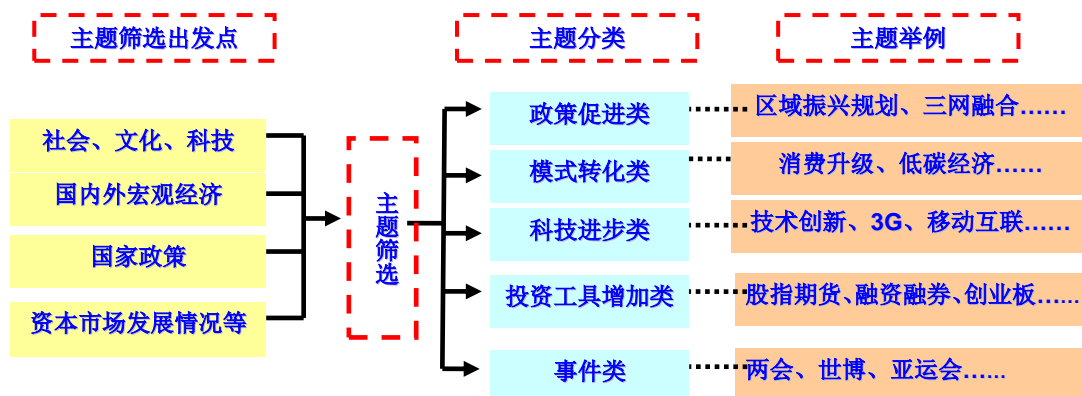 主题筛选出发点
主题分类
主题举例
社会、文化、科技
国内外宏观经济
国家政策
资本市场发展情况等
主题筛选
政策促进类
区域振兴规划、三网融合……
模式转化类
消费升级、低碳经济……
科技进步类
技术创新、3G、移动互联……
投资工具增加类
股指期货、融资融券、创业板……
事件类
两会、世博、亚运会……